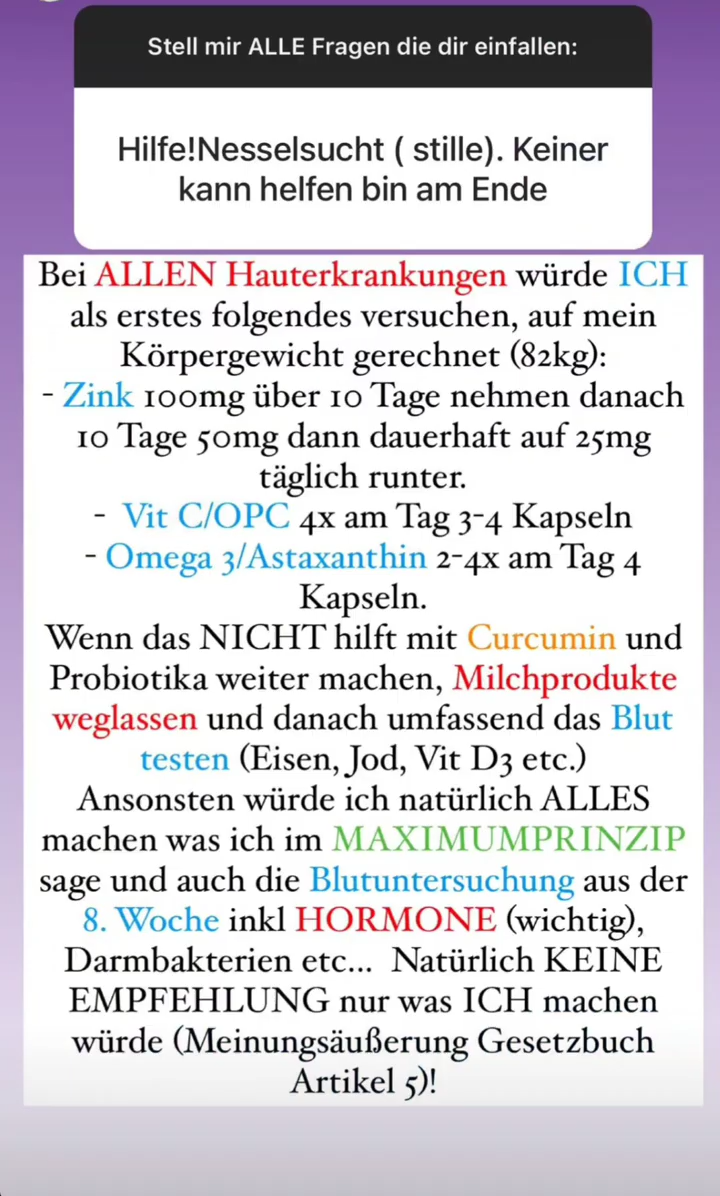 Stell mir ALLE Fragen die dir einfallen:
Hilfe!Nesselsucht ( stille). Keiner
kann helfen bin am Ende
Bei ALLEN Hauterkrankungen würde ICH
als erstes folgendes versuchen, auf mein
Körpergewicht gerechnet (82kg):
- Zink 100mg über 10 Tage nehmen danach
10 Tage 50mg dann dauerhaft auf 25mg
täglich runter.
- Vit C/OPC 4x am Tag 3-4 Kapseln
- Omega 3/Astaxanthin 2-4x am Tag 4
Kapseln.
Wenn das NICHT hilft mit Curcumin und
Probiotika weiter machen, Milchprodukte
weglassen und danach umfassend das Blut
testen (Eisen, Jod, Vit D3 etc.)
Ansonsten würde ich natürlich ALLES
machen was ich im MAXIMUMPRINZIP
sage und auch die Blutuntersuchung aus der
8. Woche inkl HORMONE (wichtig),
Darmbakterien etc... Natürlich KEINE
EMPFEHLUNG nur was ICH machen
würde (Meinungsäußerung Gesetzbuch
Artikel 5)!